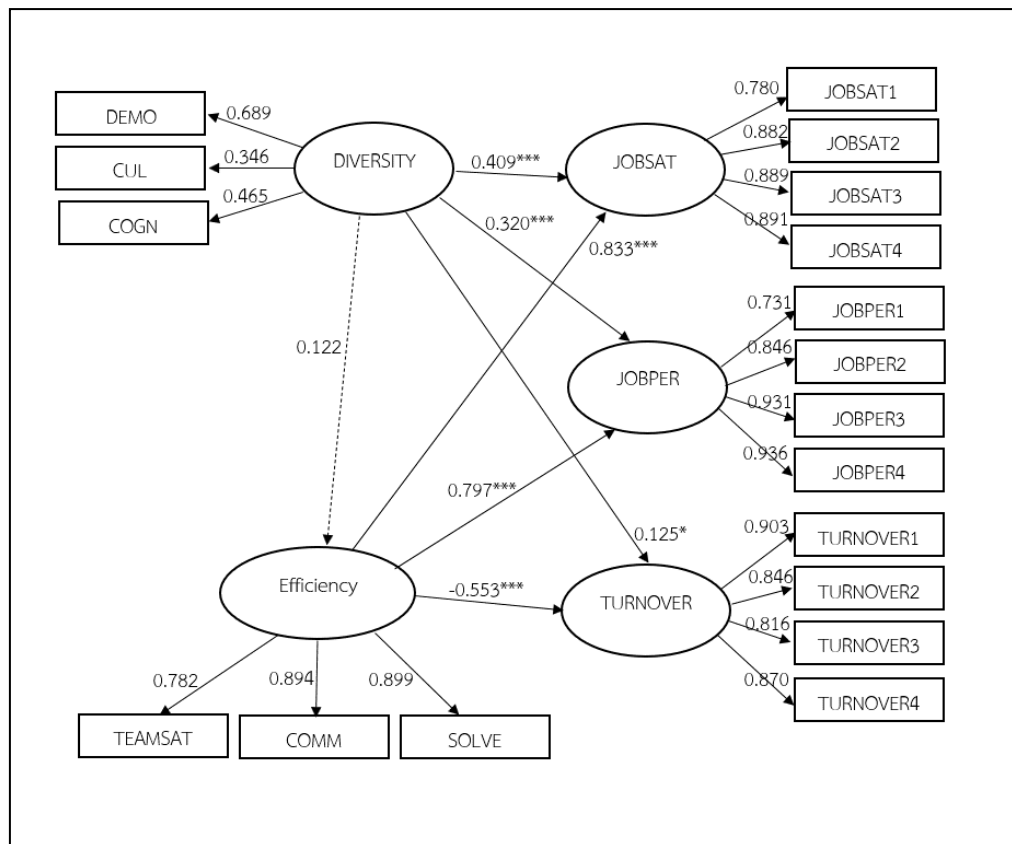 0.689
DEMO
0.346
CUL
0.465
COGN
DIVERSITY
0.409***
JOBSAT
0.780
JOBSAT1
0.882
JOBSAT2
0.889
JOBSAT3
0.891
JOBSAT4
0.320***
0.833***
0.122
JOBPER
0.731
JOBPER1
0.846
JOBPER2
0.931
JOBPER3
0.936
JOBPER4
0.797***
0.125*
Efficiency
-0.553***
TURNOVER
0.903
TURNOVER1
0.846
TURNOVER2
0.816
TURNOVER3
0.870
TURNOVER4
0.782
0.894
0.899
TEAMSAT
COMM
SOLVE